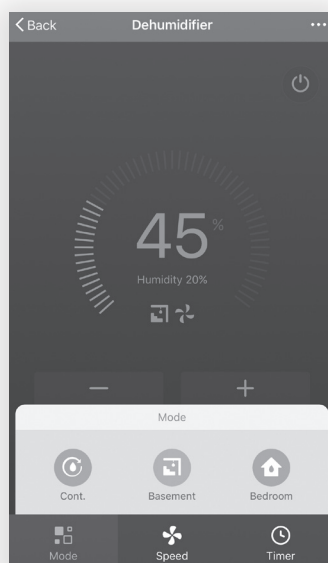 Back Dehumidifier ...
45%
Humidity 20%
— +
Mode
Cont. Basement Bedroom
Mode Speed Timer